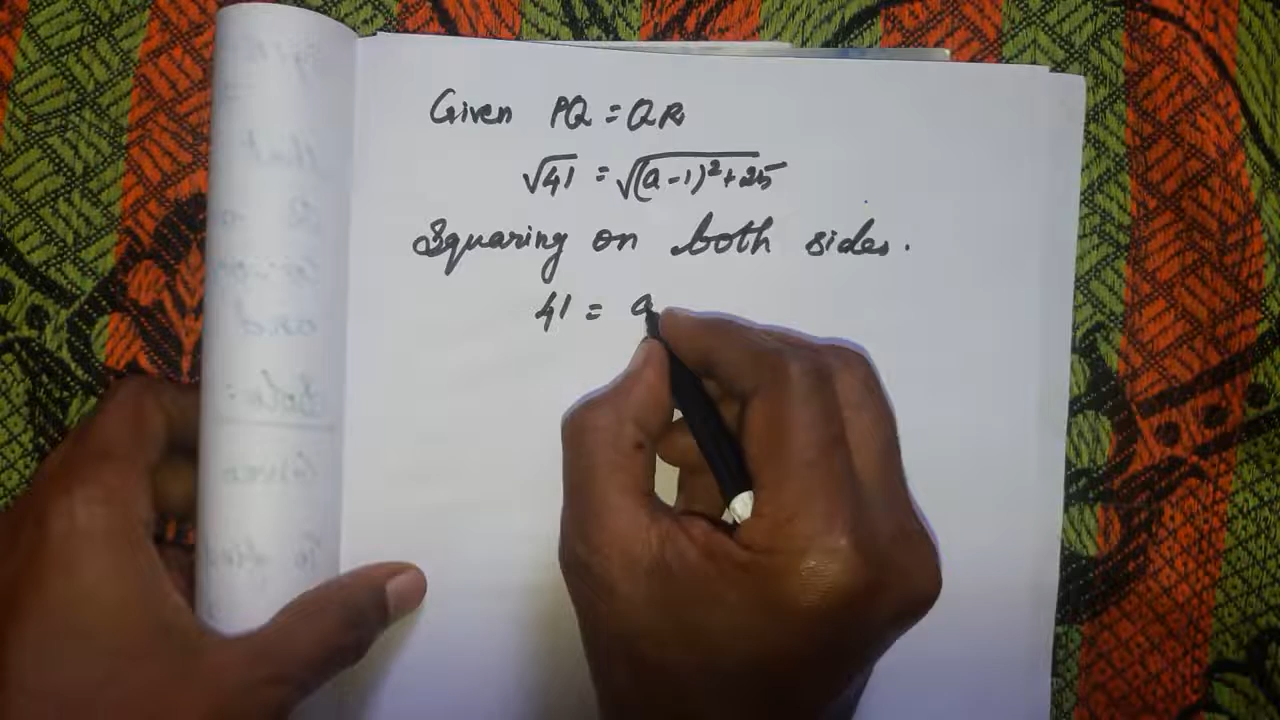 Given PQ = QR
√41 = √(a-1)²+25
Squaring on both sides.
41 = a